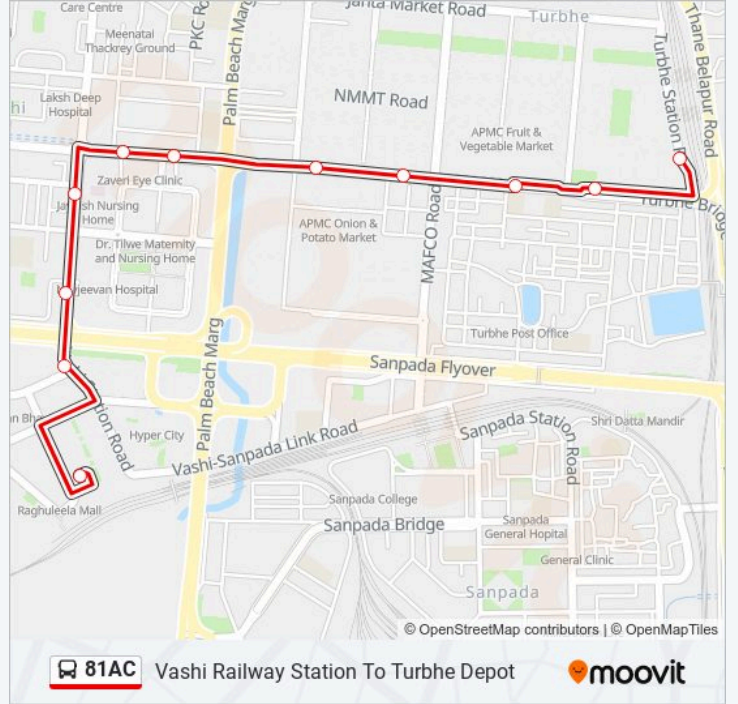 Care Centre
Janta Market Road
Turbhe
Meenatai
Thackrey Ground
PKC
Palm Beach Marg
Turbhe Station
Thane Belapur Road
Laksh Deep
Hospital
NMMT Road
APMC Fruit &
Vegetable Market
Zaveri Eye Clinic
Nursing
Home
Turbhe Bridge
MAFCO Road
APMC Onion &
Potato Market
Dr. Tilwe Maternity
and Nursing Home
Hospital
Palm Beach Marg
Turbhe Post Office
Sanpada Flyover
Station Road
Hyper City
Vashi-Sanpada Link Road
Sanpada Station
Road
Shri Datta Mandir
Raghuleela Mall
Sanpada College
Sanpada Bridge
Sanpada
General Hopital
General Clinic
Sanpada
© OpenStreetMap contributors | © OpenMapTiles
81AC Vashi Railway Station To Turbhe Depot moovit